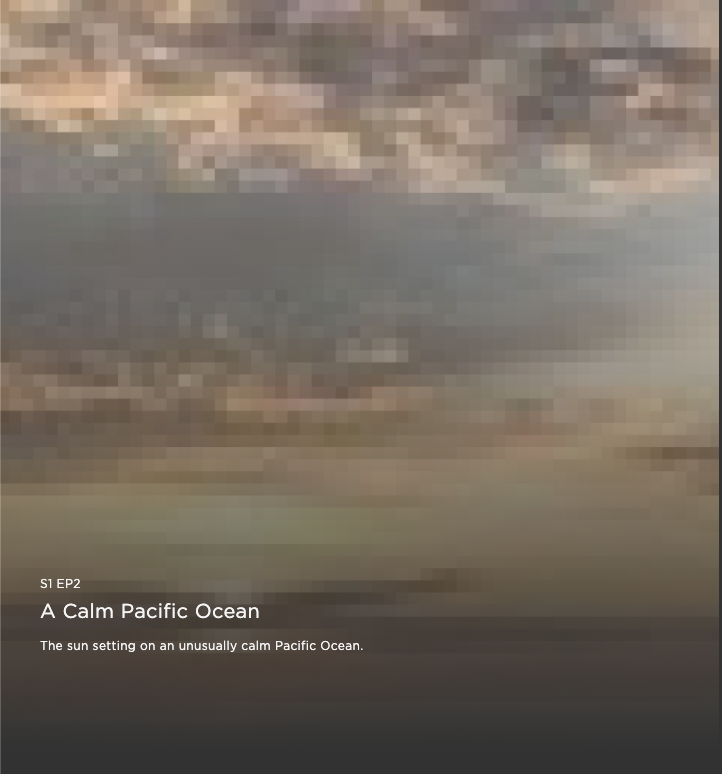 S1 EP2
A Calm Pacific Ocean
The sun setting on an unusually calm Pacific Ocean.